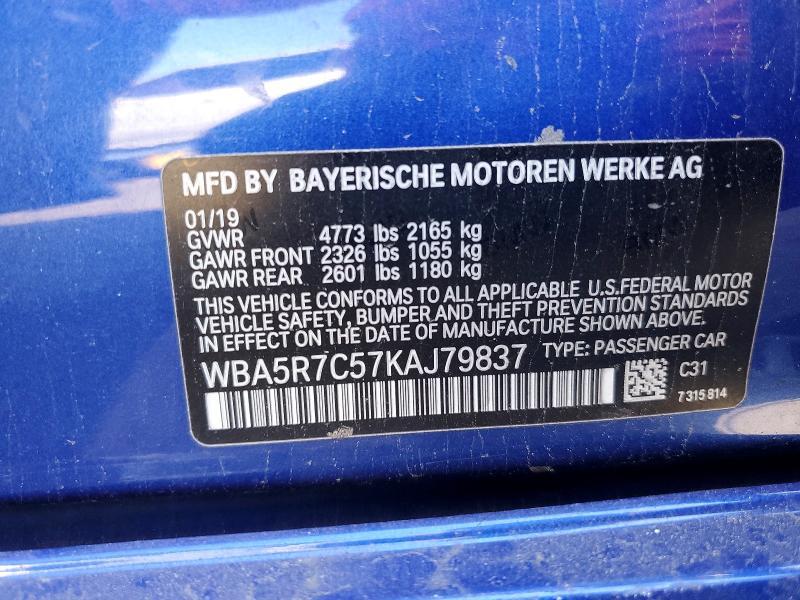 MFD BY BAYERISCHE MOTOREN WERKE AG
01/19
GVWR 4773 lbs 2165 kg
GAWR FRONT 2326 lbs 1055 kg
GAWR REAR 2601 lbs 1180 kg
THIS VEHICLE CONFORMS TO ALL APPLICABLE U.S.FEDERAL MOTOR
VEHICLE SAFETY, BUMPER AND THEFT PREVENTION STANDARDS
IN EFFECT ON THE DATE OF MANUFACTURE SHOWN ABOVE.
WBA5R7C57KAJ79837 TYPE: PASSENGER CAR
C31
7315814